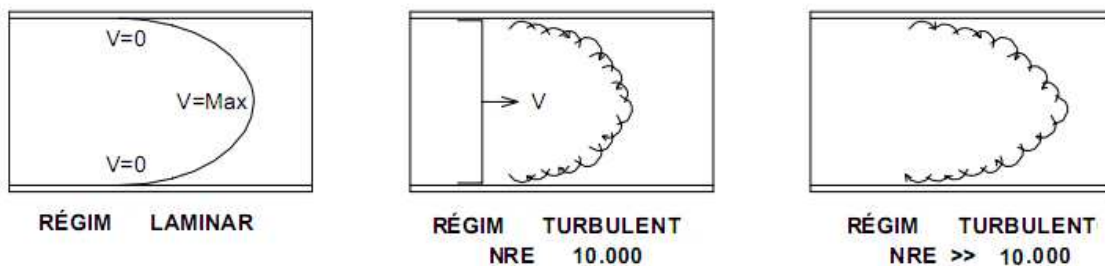 V=0
V=Max
V=0
RÉGIM LAMINAR
V
RÉGIM TURBULENT
NRE 10.000
RÉGIM TURBULENT
NRE >> 10.000